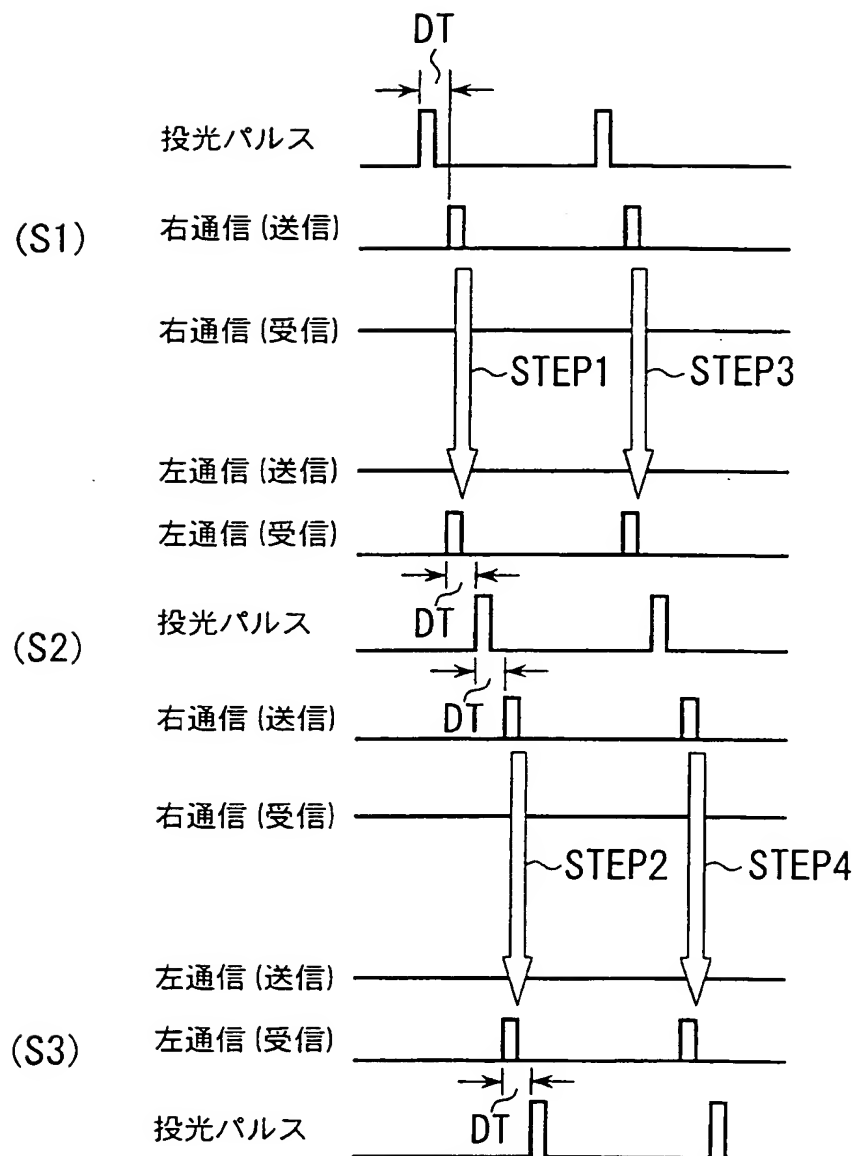 DT
投光パルス
(S1)
右通信(送信)
右通信(受信)
STEP1
STEP3
左通信(送信)
左通信(受信)
DT
投光パルス
(S2)
DT
右通信(送信)
右通信(受信)
STEP2
STEP4
左通信(送信)
(S3)
左通信(受信)
DT
投光パルス